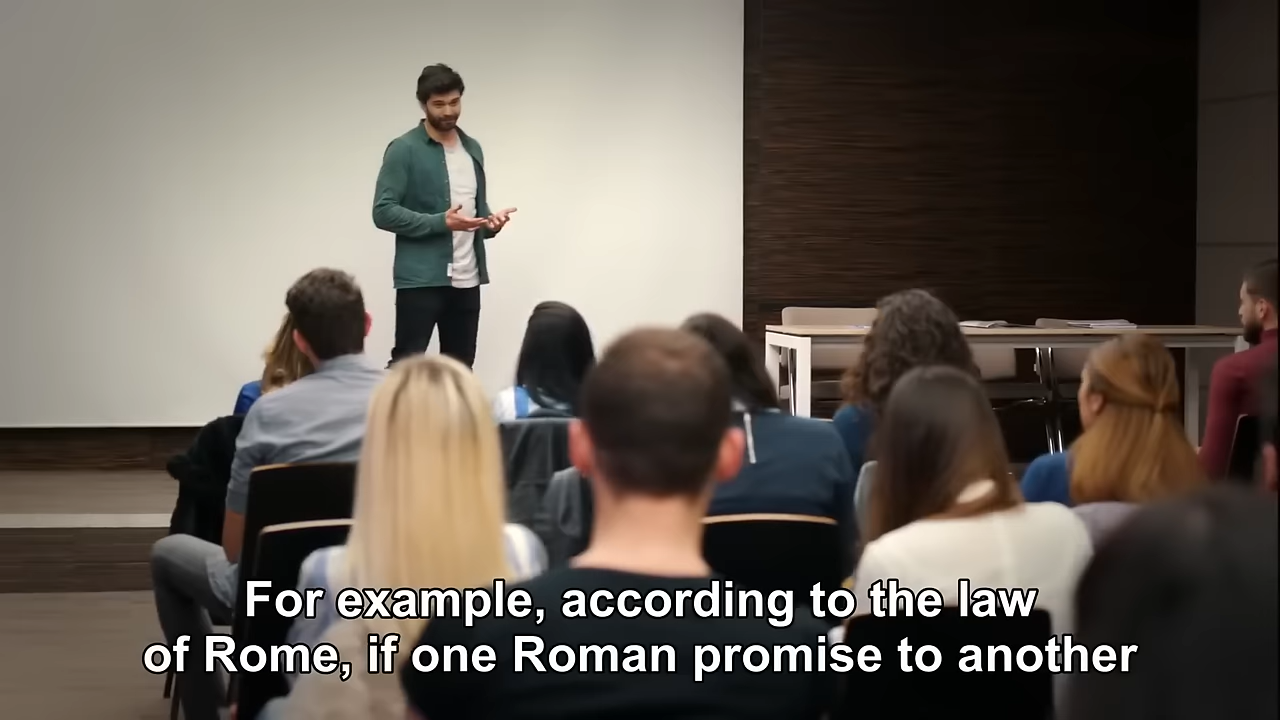 For example, according to the law
of Rome, if one Roman promise to another